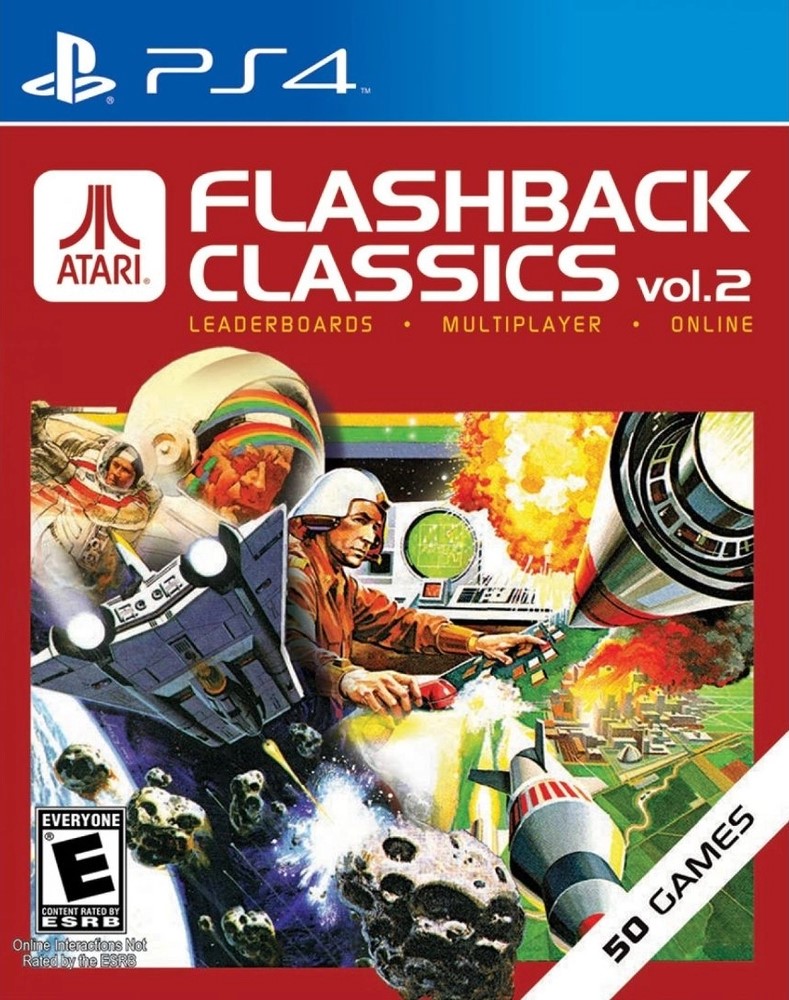 PS4™
ATARI®
FLASHBACK
CLASSICS vol.2
LEADERBOARDS • MULTIPLAYER • ONLINE
50 GAMES
EVERYONE
E
®
CONTENT RATED BY
ESRB
Online Interactions Not
Rated by the ESRB